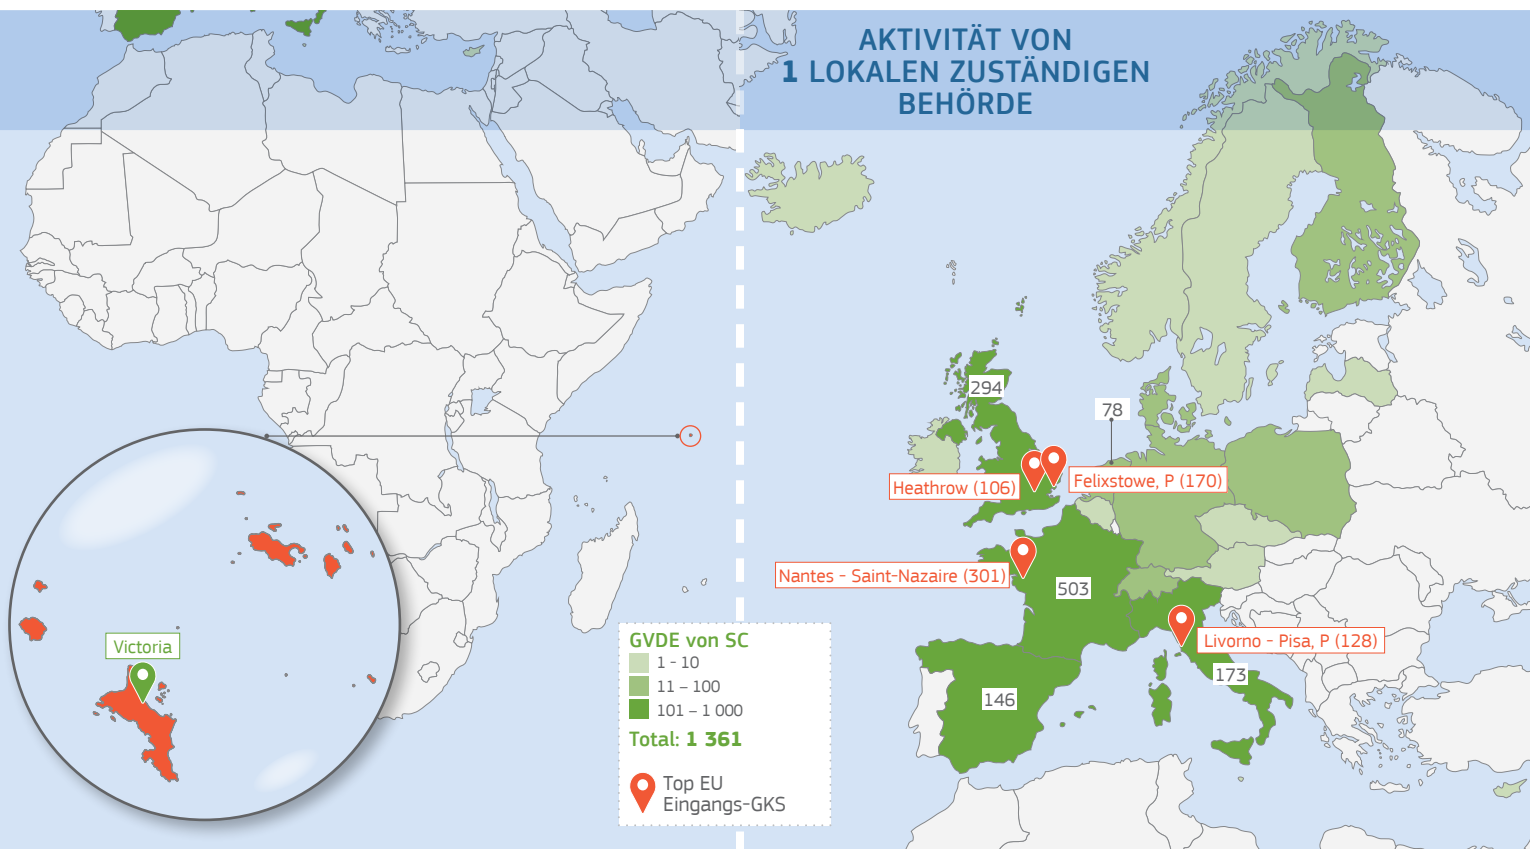 AKTIVITÄT VON
1 LOKALEN ZUSTÄNDIGEN
BEHÖRDE
294
78
Heathrow (106)
Felixstowe, P (170)
Nantes - Saint-Nazaire (301)
503
Livorno - Pisa, P (128)
173
146
Victoria
GVDE von SC
1 - 10
11 – 100
101 – 1 000
Total: 1 361
Top EU
Eingangs-GKS